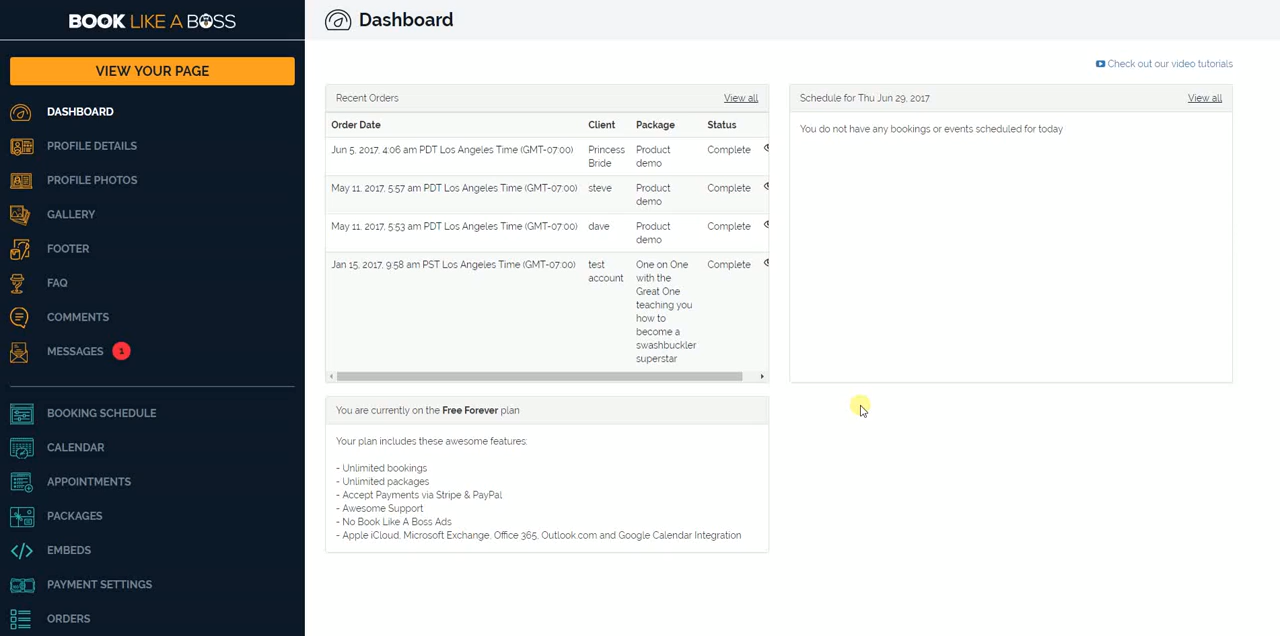 BOOK LIKE A BOSS
VIEW YOUR PAGE
DASHBOARD
PROFILE DETAILS
PROFILE PHOTOS
GALLERY
FOOTER
FAQ
COMMENTS
MESSAGES 1
BOOKING SCHEDULE
CALENDAR
APPOINTMENTS
PACKAGES
EMBEDS
PAYMENT SETTINGS
ORDERS
Dashboard
Check out our video tutorials
Recent Orders View all
Order Date Client Package Status
Jun 5, 2017, 4:06 am PDT Los Angeles Time (GMT-07:00) Princess Product Complete
Bride demo
May 11, 2017, 5:57 am PDT Los Angeles Time (GMT-07:00) steve Product Complete
demo
May 11, 2017, 5:53 am PDT Los Angeles Time (GMT-07:00) dave Product Complete
demo
Jan 15, 2017, 9:58 am PST Los Angeles Time (GMT-07:00) test One on One Complete
account with the
Great One
teaching you
how to
become a
swashbuckler
superstar
Schedule for Thu Jun 29, 2017 View all
You do not have any bookings or events scheduled for today
You are currently on the Free Forever plan
Your plan includes these awesome features:
- Unlimited bookings
- Unlimited packages
- Accept Payments via Stripe & PayPal
- Awesome Support
- No Book Like A Boss Ads
- Apple iCloud, Microsoft Exchange, Office 365, Outlook.com and Google Calendar Integration